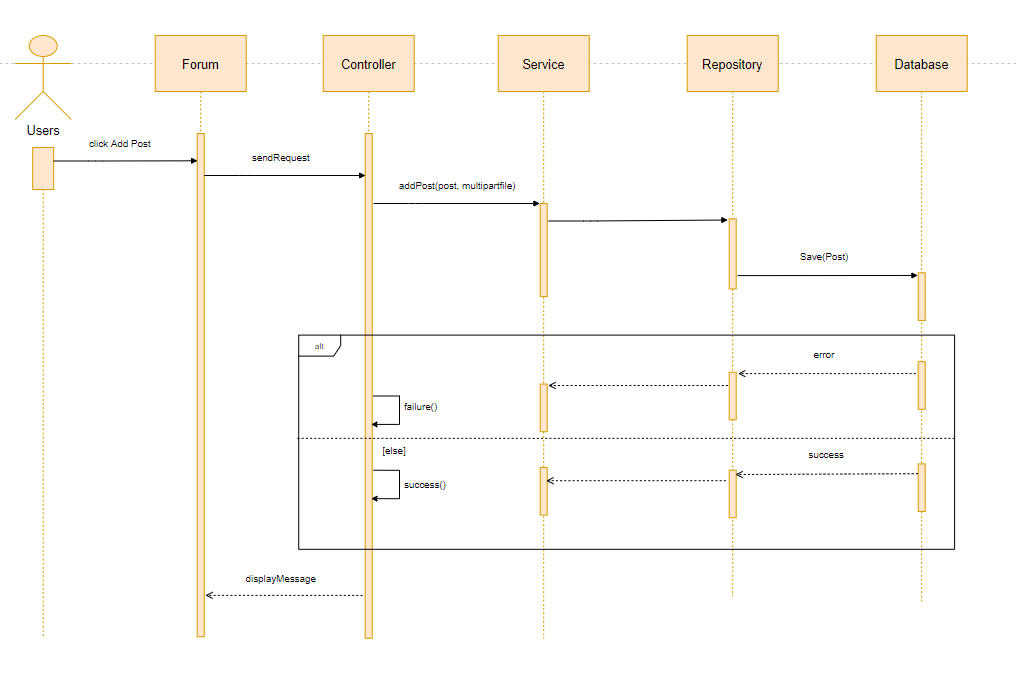 Forum
Controller
Service
Repository
Database
Users
click Add Post
sendRequest
addPost(post, multipartfile)
Save(Post)
alt
error
failure()
[else]
success
success()
displayMessage